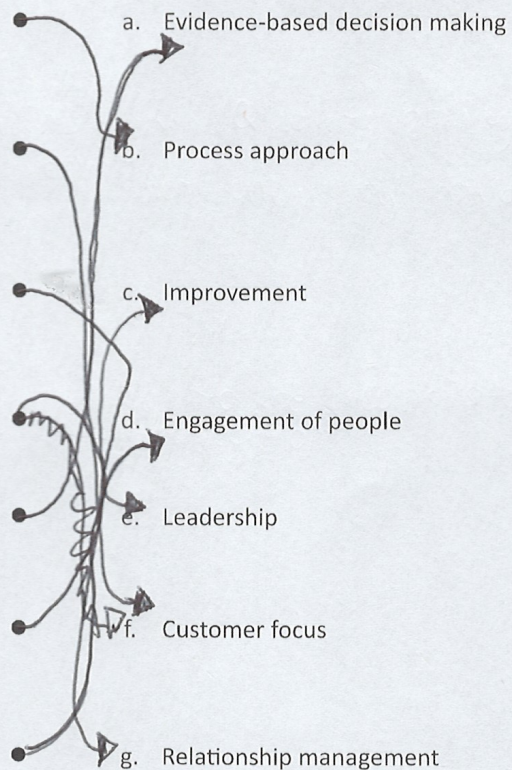 a. Evidence-based decision making
b. Process approach
c. Improvement
d. Engagement of people
e. Leadership
f. Customer focus
g. Relationship management